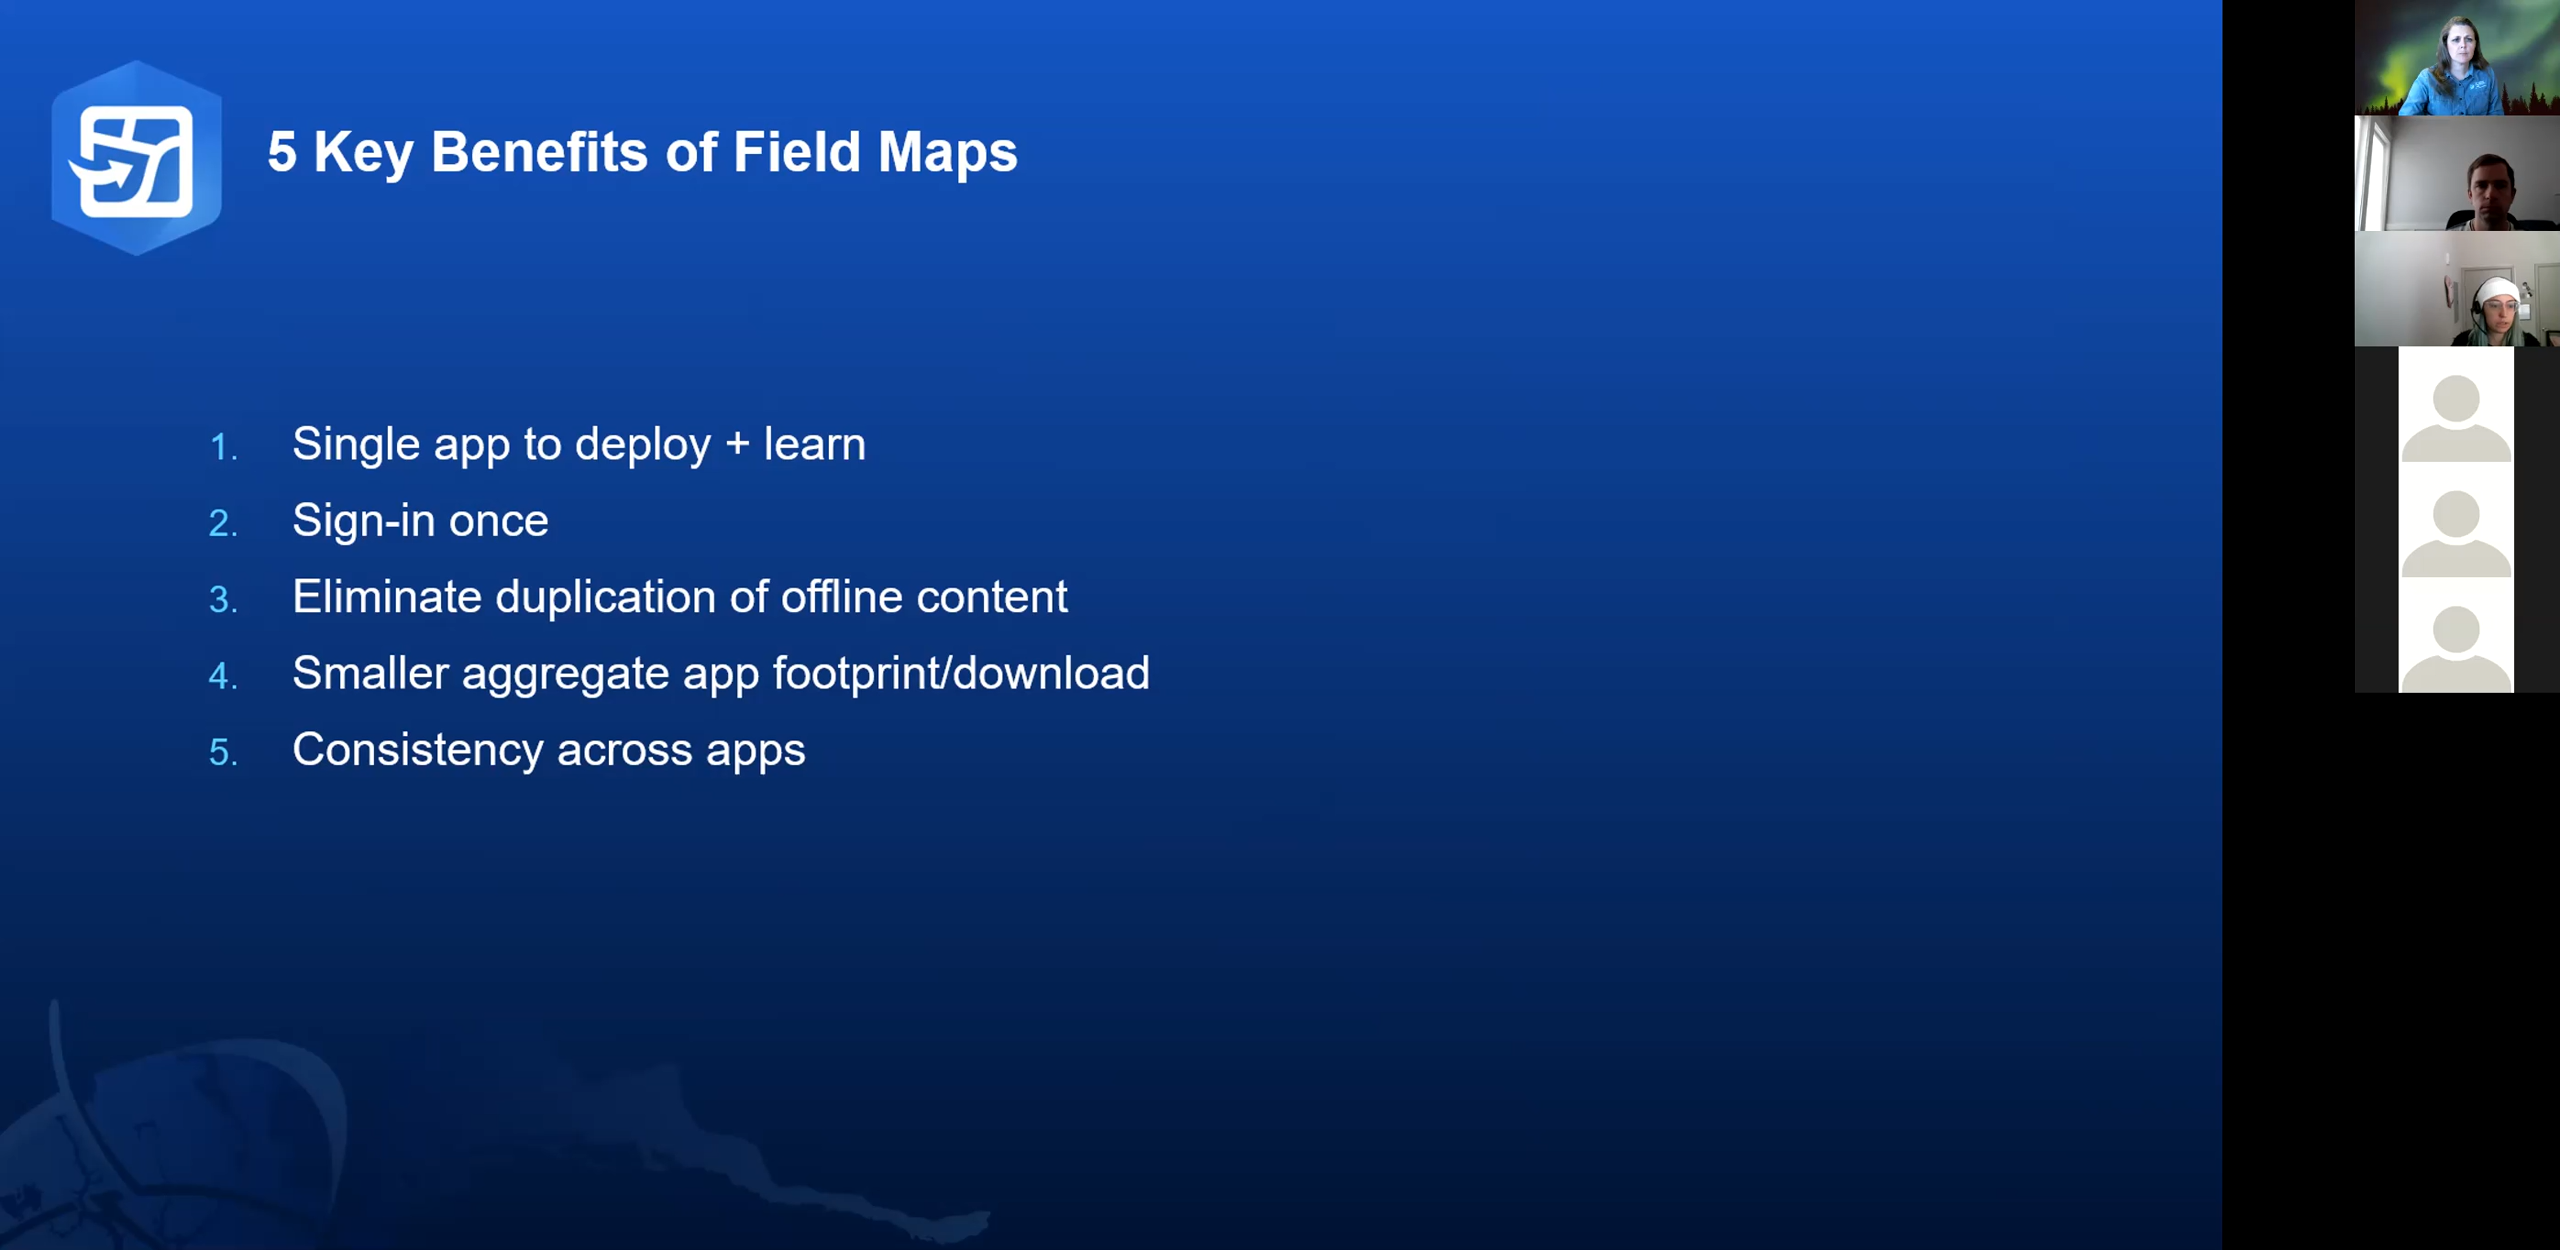 5 Key Benefits of Field Maps
1. Single app to deploy + learn
2. Sign-in once
3. Eliminate duplication of offline content
4. Smaller aggregate app footprint/download
5. Consistency across apps